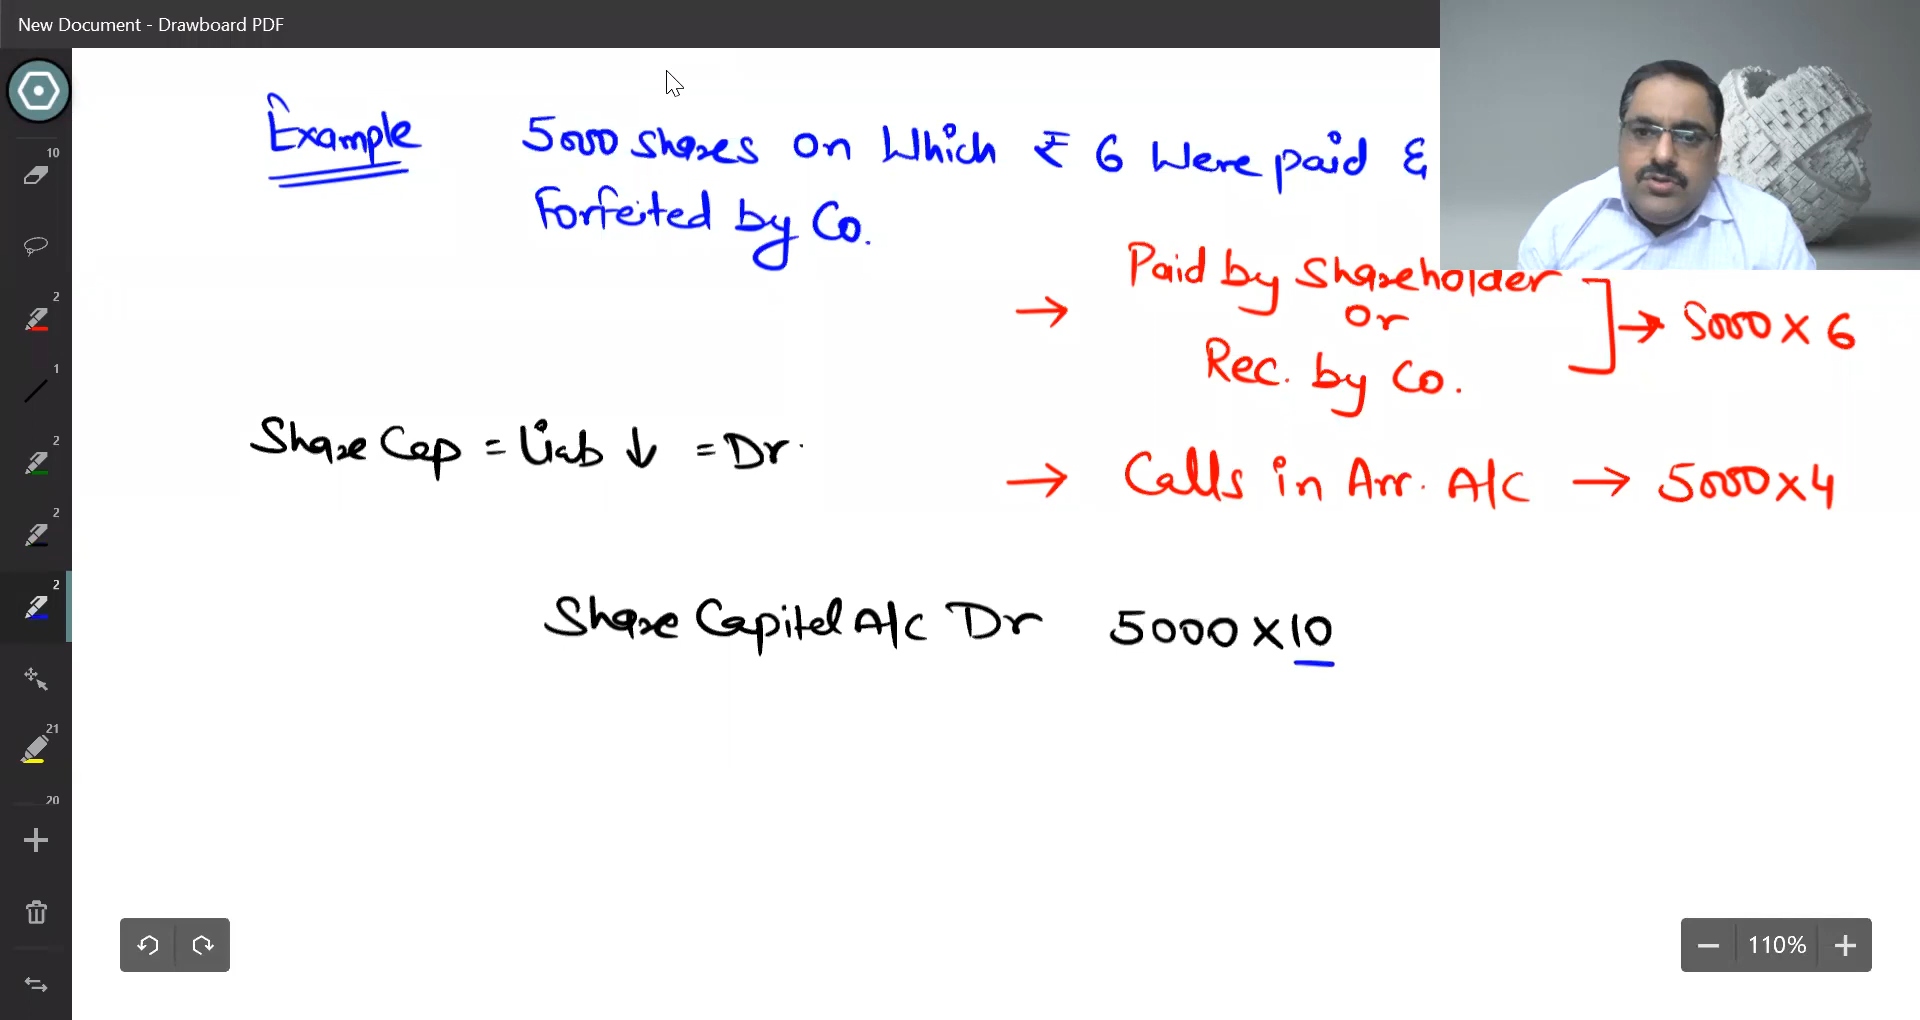 New Document - Drawboard PDF
Example 5000 shares on Which ₹ 6 Were paid &
Forfeited by Co.
Paid by Shareholder
Or
Rec. by Co.
→ 5000 × 6
Share Cap = Liab ↓ = Dr.
→ Calls in Arr. A/c → 5000 × 4
Share Capital A/c Dr 5000 × 10
10
2
1
2
2
2
21
20
110%